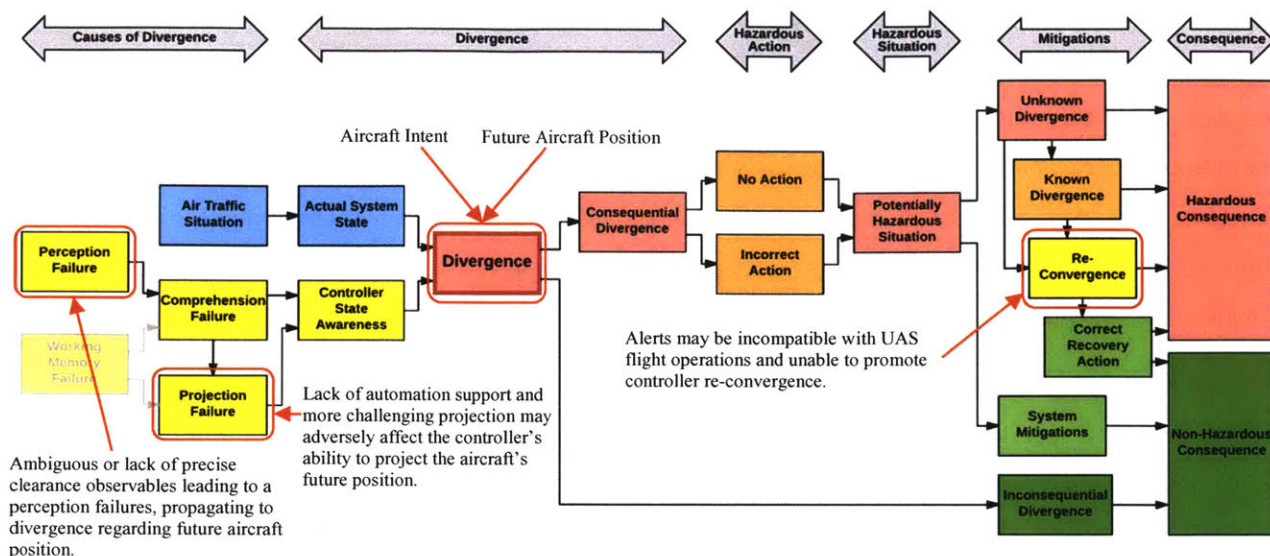 Causes of Divergence
Divergence
Hazardous
Action
Hazardous
Situation
Mitigations
Consequence
Aircraft Intent
Future Aircraft Position
Unknown
Divergence
Known
Divergence
Re-
Convergence
Correct
Recovery
Action
Hazardous
Consequence
Air Traffic
Situation
Actual System
State
Perception
Failure
Comprehension
Failure
Controller
State
Awareness
Working
Memory
Failure
Projection
Failure
Divergence
Consequential
Divergence
No Action
Incorrect
Action
Potentially
Hazardous
Situation
Alerts may be incompatible with UAS
flight operations and unable to promote
controller re-convergence.
Lack of automation support and
more challenging projection may
adversely affect the controller's
ability to project the aircraft's
future position.
Ambiguous or lack of precise
clearance observables leading to a
perception failures, propagating to
divergence regarding future aircraft
position.
System
Mitigations
Non-Hazardous
Consequence
Inconsequential
Divergence